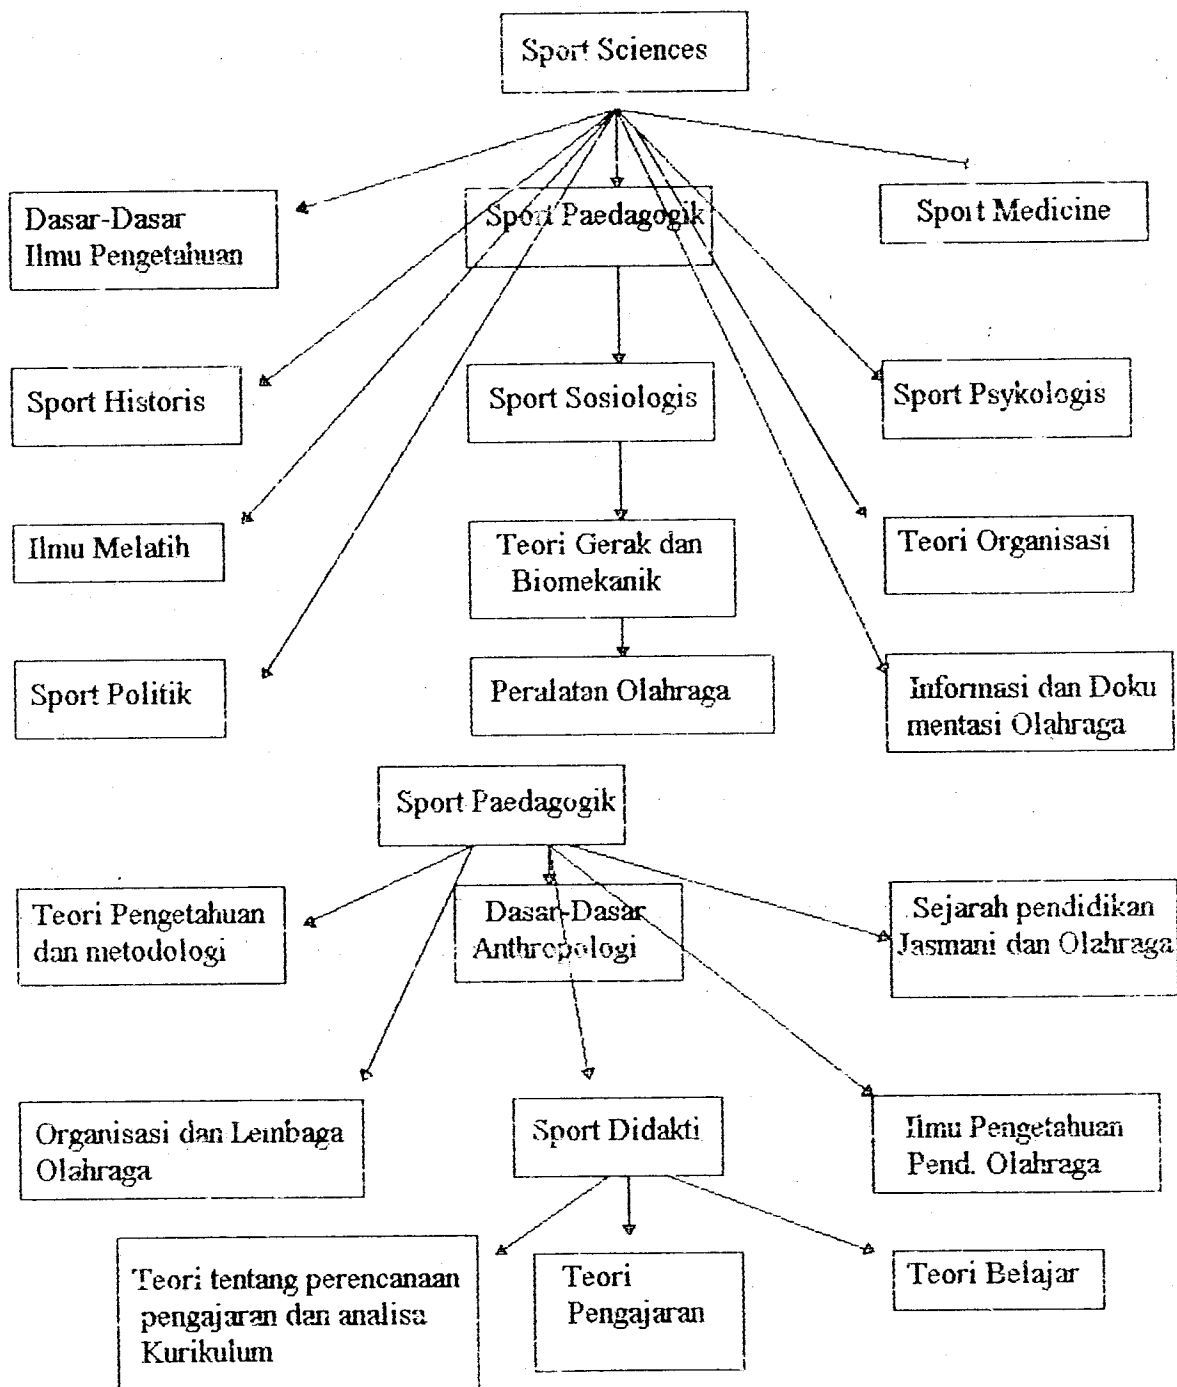 Sport Sciences
Dasar-Dasar
Ilmu Pengetahuan
Sport Paedagogik
Sport Medicine
Sport Historis
Sport Sosiologis
Sport Psykologis
Ilmu Melatih
Teori Gerak dan
Biomekanik
Teori Organisasi
Sport Politik
Peralatan Olahraga
Informasi dan Doku
mentasi Olahraga
Sport Paedagogik
Teori Pengetahuan
dan metodologi
Dasar-Dasar
Anthropologi
Sejarah pendidikan
Jasmani dan Olahraga
Organisasi dan Lembaga
Olahraga
Sport Didakti
Ilmu Pengetahuan
Pend. Olahraga
Teori tentang perencanaan
pengajaran dan analisa
Kurikulum
Teori
Pengajaran
Teori Belajar